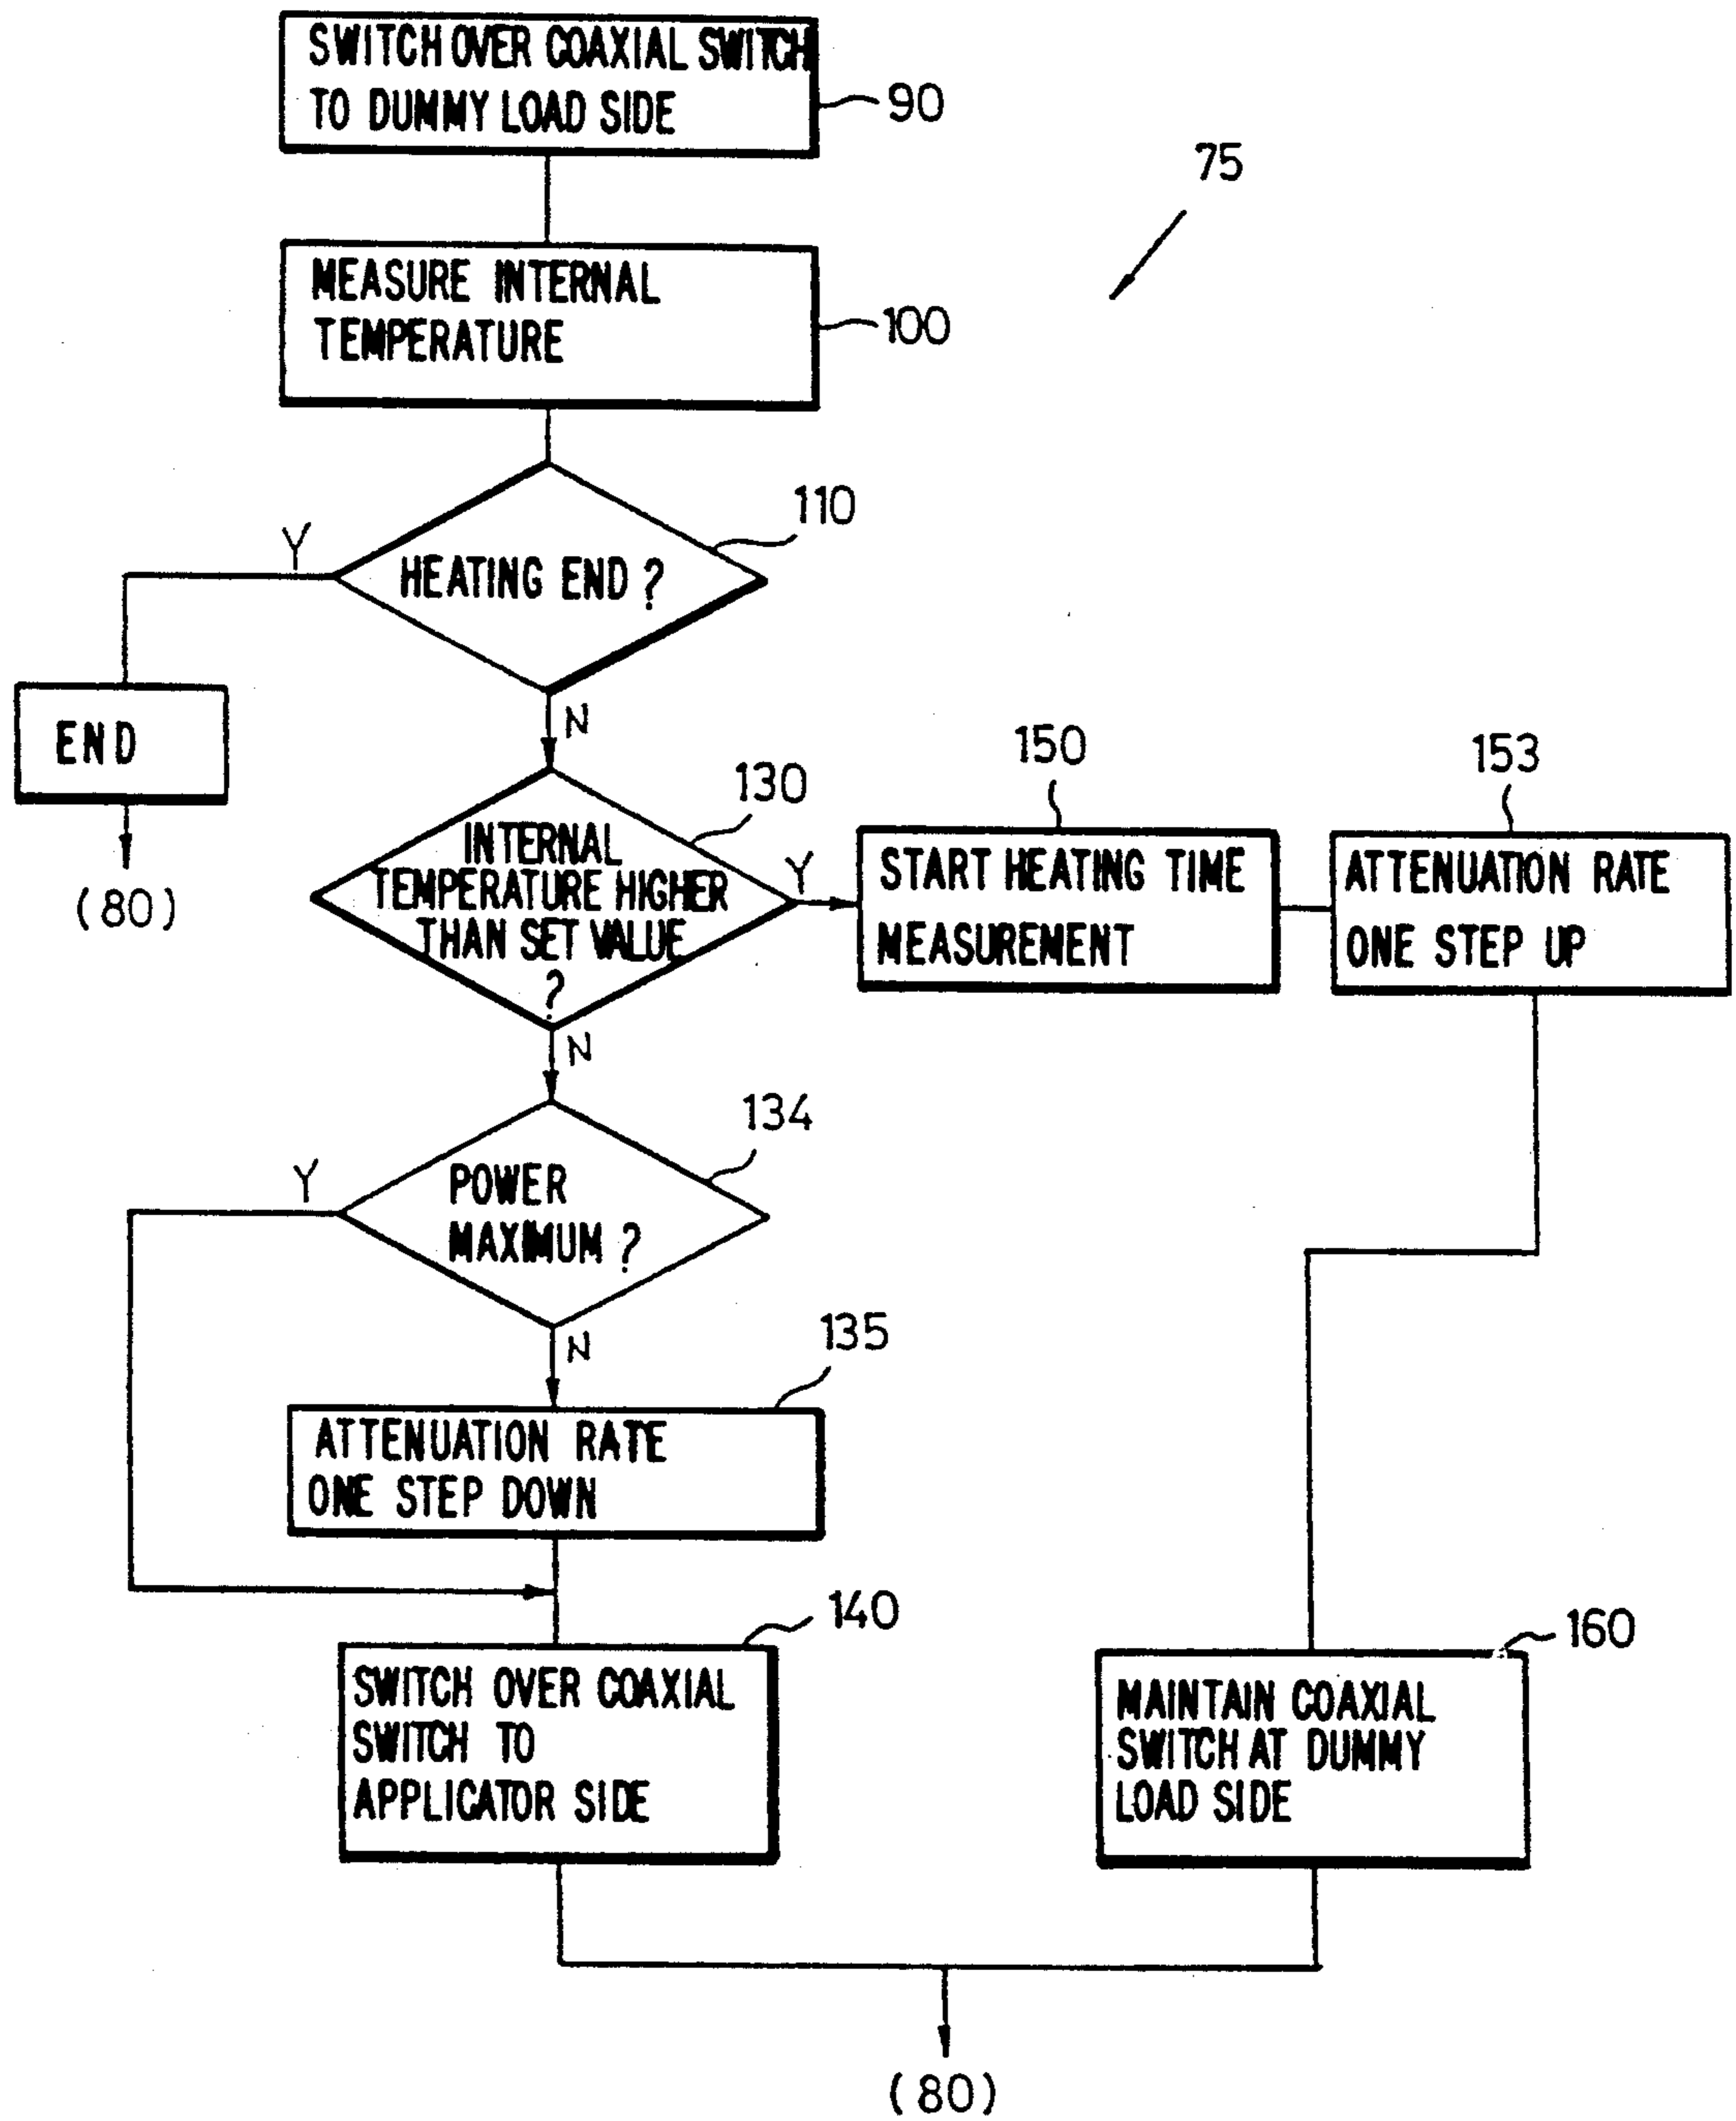 SWITCH OVER COAXIAL SWITCH
TO DUMMY LOAD SIDE
90
75
MEASURE INTERNAL
TEMPERATURE
100
110
Y
HEATING END ?
END
(80)
N
130
INTERNAL
TEMPERATURE HIGHER
THAN SET VALUE
?
Y
150
START HEATING TIME
MEASUREMENT
153
ATTENUATION RATE
ONE STEP UP
N
134
Y
POWER
MAXIMUM ?
N
135
ATTENUATION RATE
ONE STEP DOWN
140
SWITCH OVER COAXIAL
SWITCH TO
APPLICATOR SIDE
160
MAINTAIN COAXIAL
SWITCH AT DUMMY
LOAD SIDE
(80)